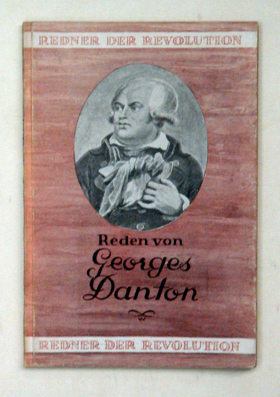 REDNER DER REVOLUTION
Reden von
Georges
Danton
REDNER DER REVOLUTION